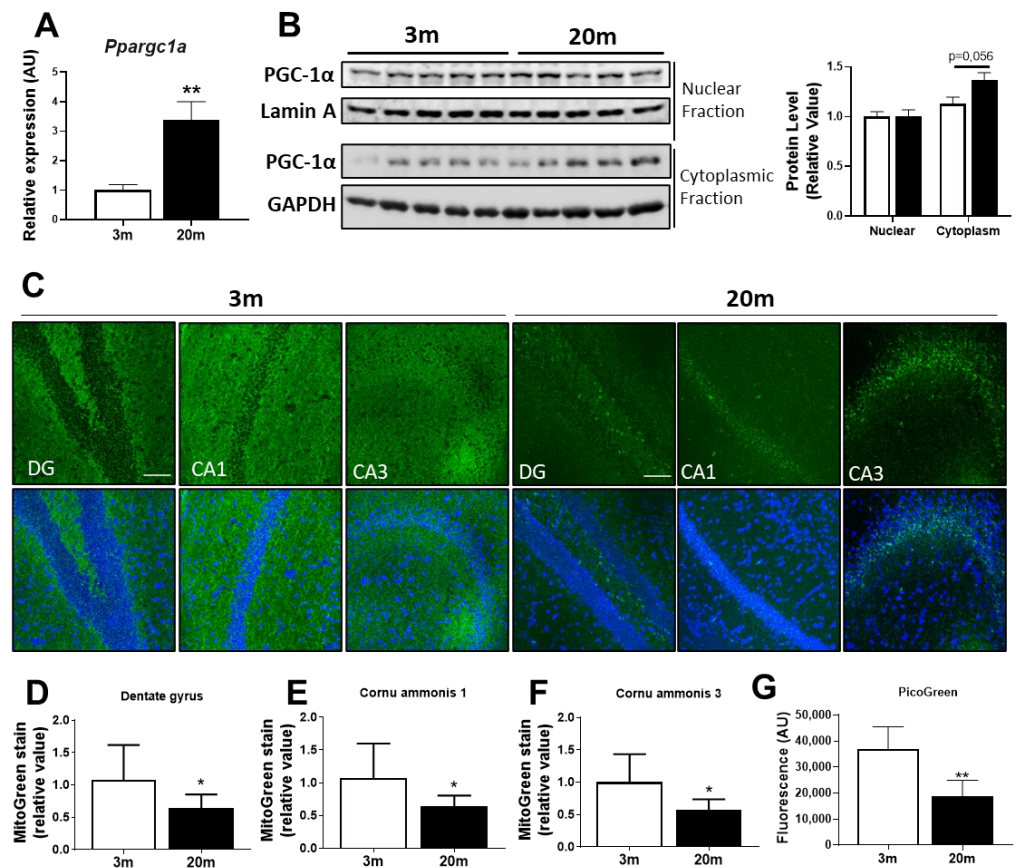 A
Ppargc1a
Relative expression (AU)
5
4
3
2
1
0
**
3m
20m
B
3m
20m
PGC-1α
Lamin A
PGC-1α
GAPDH
Nuclear
Fraction
Cytoplasmic
Fraction
Protein Level
(Relative Value)
1.5
1.0
0.5
0.0
p=0,056
Nuclear
Cytoplasm
C
3m
20m
DG
CA1
CA3
DG
CA1
CA3
D
Dentate gyrus
MitoGreen stain
(relative value)
2.0
1.5
1.0
0.5
0.0
*
3m
20m
E
Cornu ammonis 1
MitoGreen stain
(relative value)
2.0
1.5
1.0
0.5
0.0
*
3m
20m
F
Cornu ammonis 3
MitoGreen stain
(relative value)
2.0
1.5
1.0
0.5
0.0
*
3m
20m
G
PicoGreen
Fluorescence (AU)
50,000
40,000
30,000
20,000
10,000
0
**
3m
20m